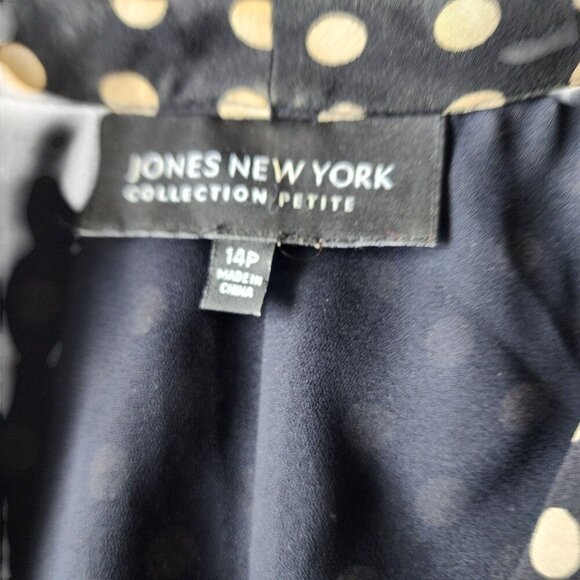 JONES NEW YORK
COLLECTION PETITE
14P
MADE IN
CHINA